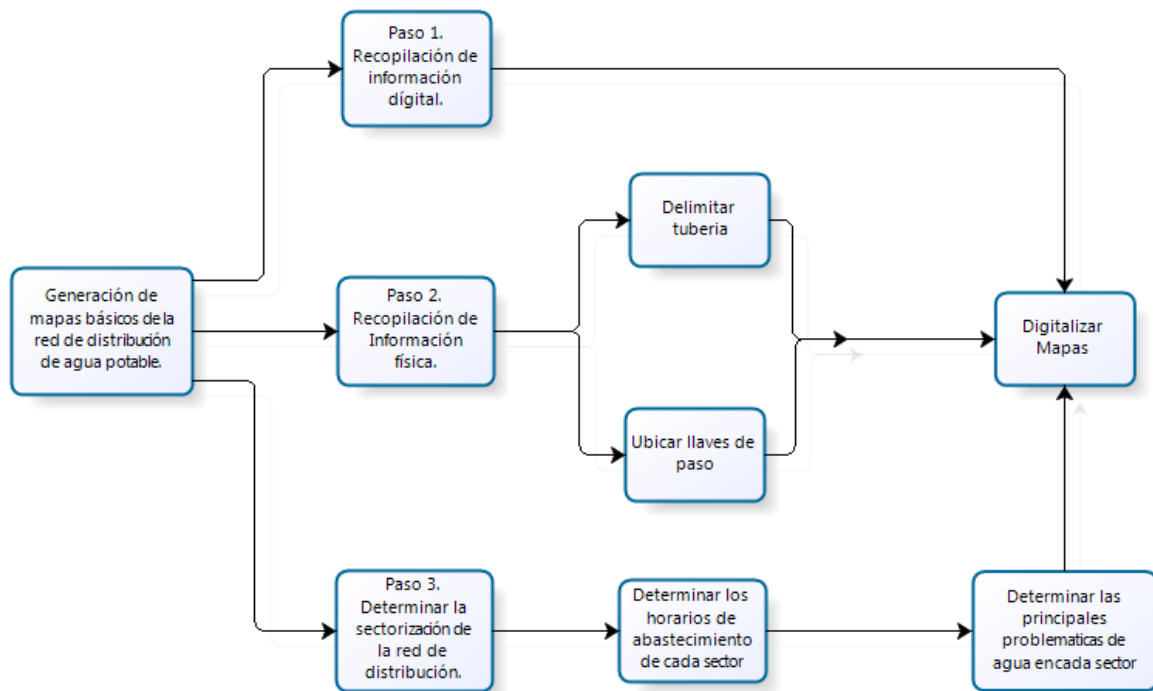 Paso 1.
Recopilación de
información
dígital.
Delimitar
tuberia
Generación de
mapas básicos de la
red de distribución
de agua potable.
Paso 2.
Recopilación de
Información
física.
Digitalizar
Mapas
Ubicar llaves de
paso
Paso 3.
Determinar la
sectorización de
la red de
distribución.
Determinar los
horarios de
abastecimiento
de cada sector
Determinar las
principales
problematicas de
agua encada sector